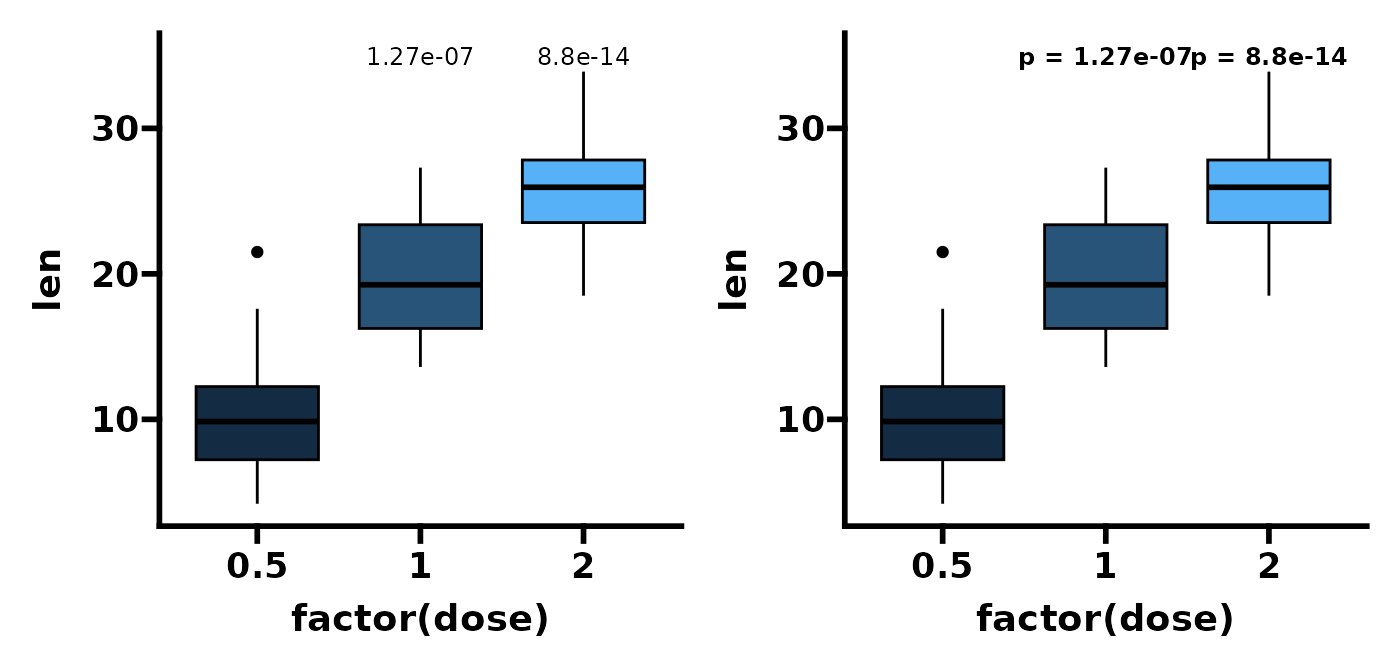 1.27e-07 8.8e-14
30
20
10
len
0.5 1 2
factor(dose)
p = 1.27e-07 p = 8.8e-14
30
20
10
len
0.5 1 2
factor(dose)